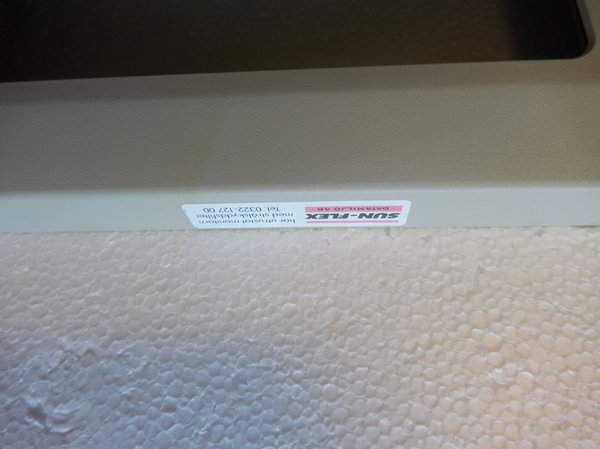 SUN-FLEX
· DATAMILJÖ AB ·
har utrustat monitorn
med strålskyddsfilter
Tel. 0322-127 00